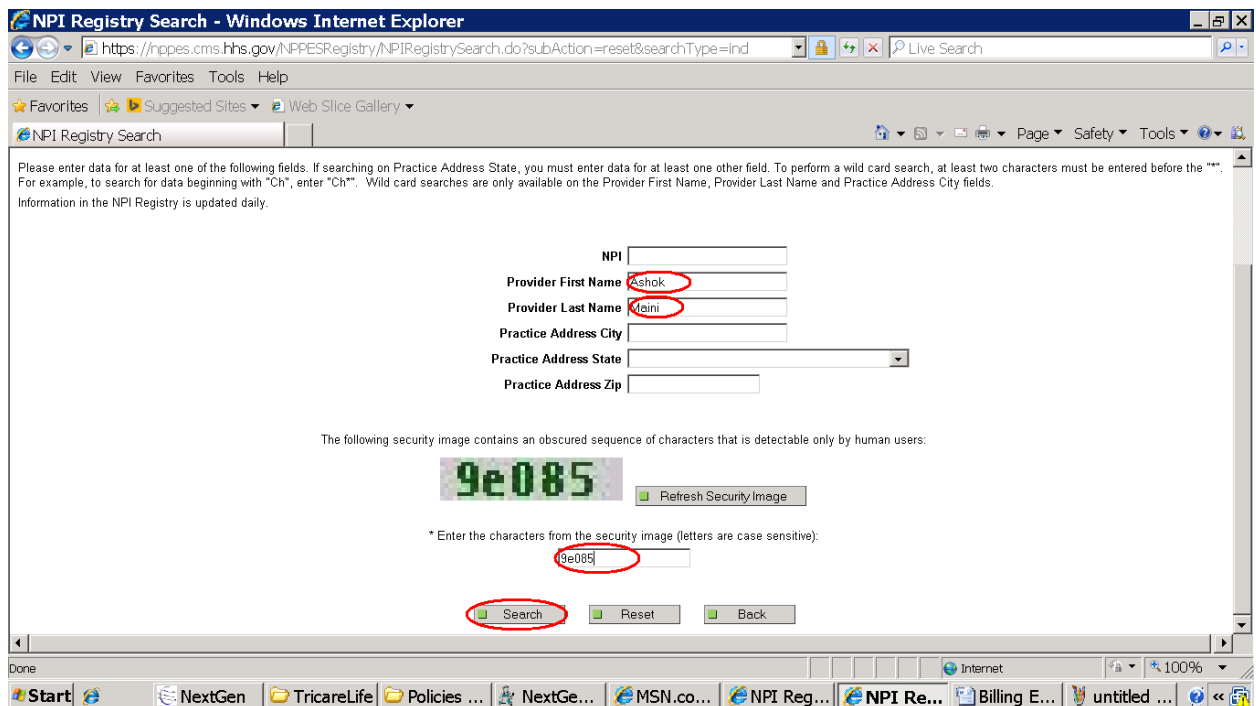 NPI Registry Search - Windows Internet Explorer
https://nppes.cms.hhs.gov/NPPESRegistry/NPIRegistrySearch.do?subAction=reset&searchType=ind Live Search
File Edit View Favorites Tools Help
Favorites Suggested Sites Web Slice Gallery
NPI Registry Search Page Safety Tools
Please enter data for at least one of the following fields. If searching on Practice Address State, you must enter data for at least one other field. To perform a wild card search, at least two characters must be entered before the "*".
For example, to search for data beginning with "Ch", enter "Ch*". Wild card searches are only available on the Provider First Name, Provider Last Name and Practice Address City fields.
Information in the NPI Registry is updated daily.
NPI
Provider First Name Ashok
Provider Last Name Maini
Practice Address City
Practice Address State
Practice Address Zip
The following security image contains an obscured sequence of characters that is detectable only by human users:
9e085
Refresh Security Image
* Enter the characters from the security image (letters are case sensitive):
9e085
Search Reset Back
Done Internet 100%
Start NextGen TricareLife Policies ... NextGe... MSN.co... NPI Reg... NPI Re... Billing E... untitled ...